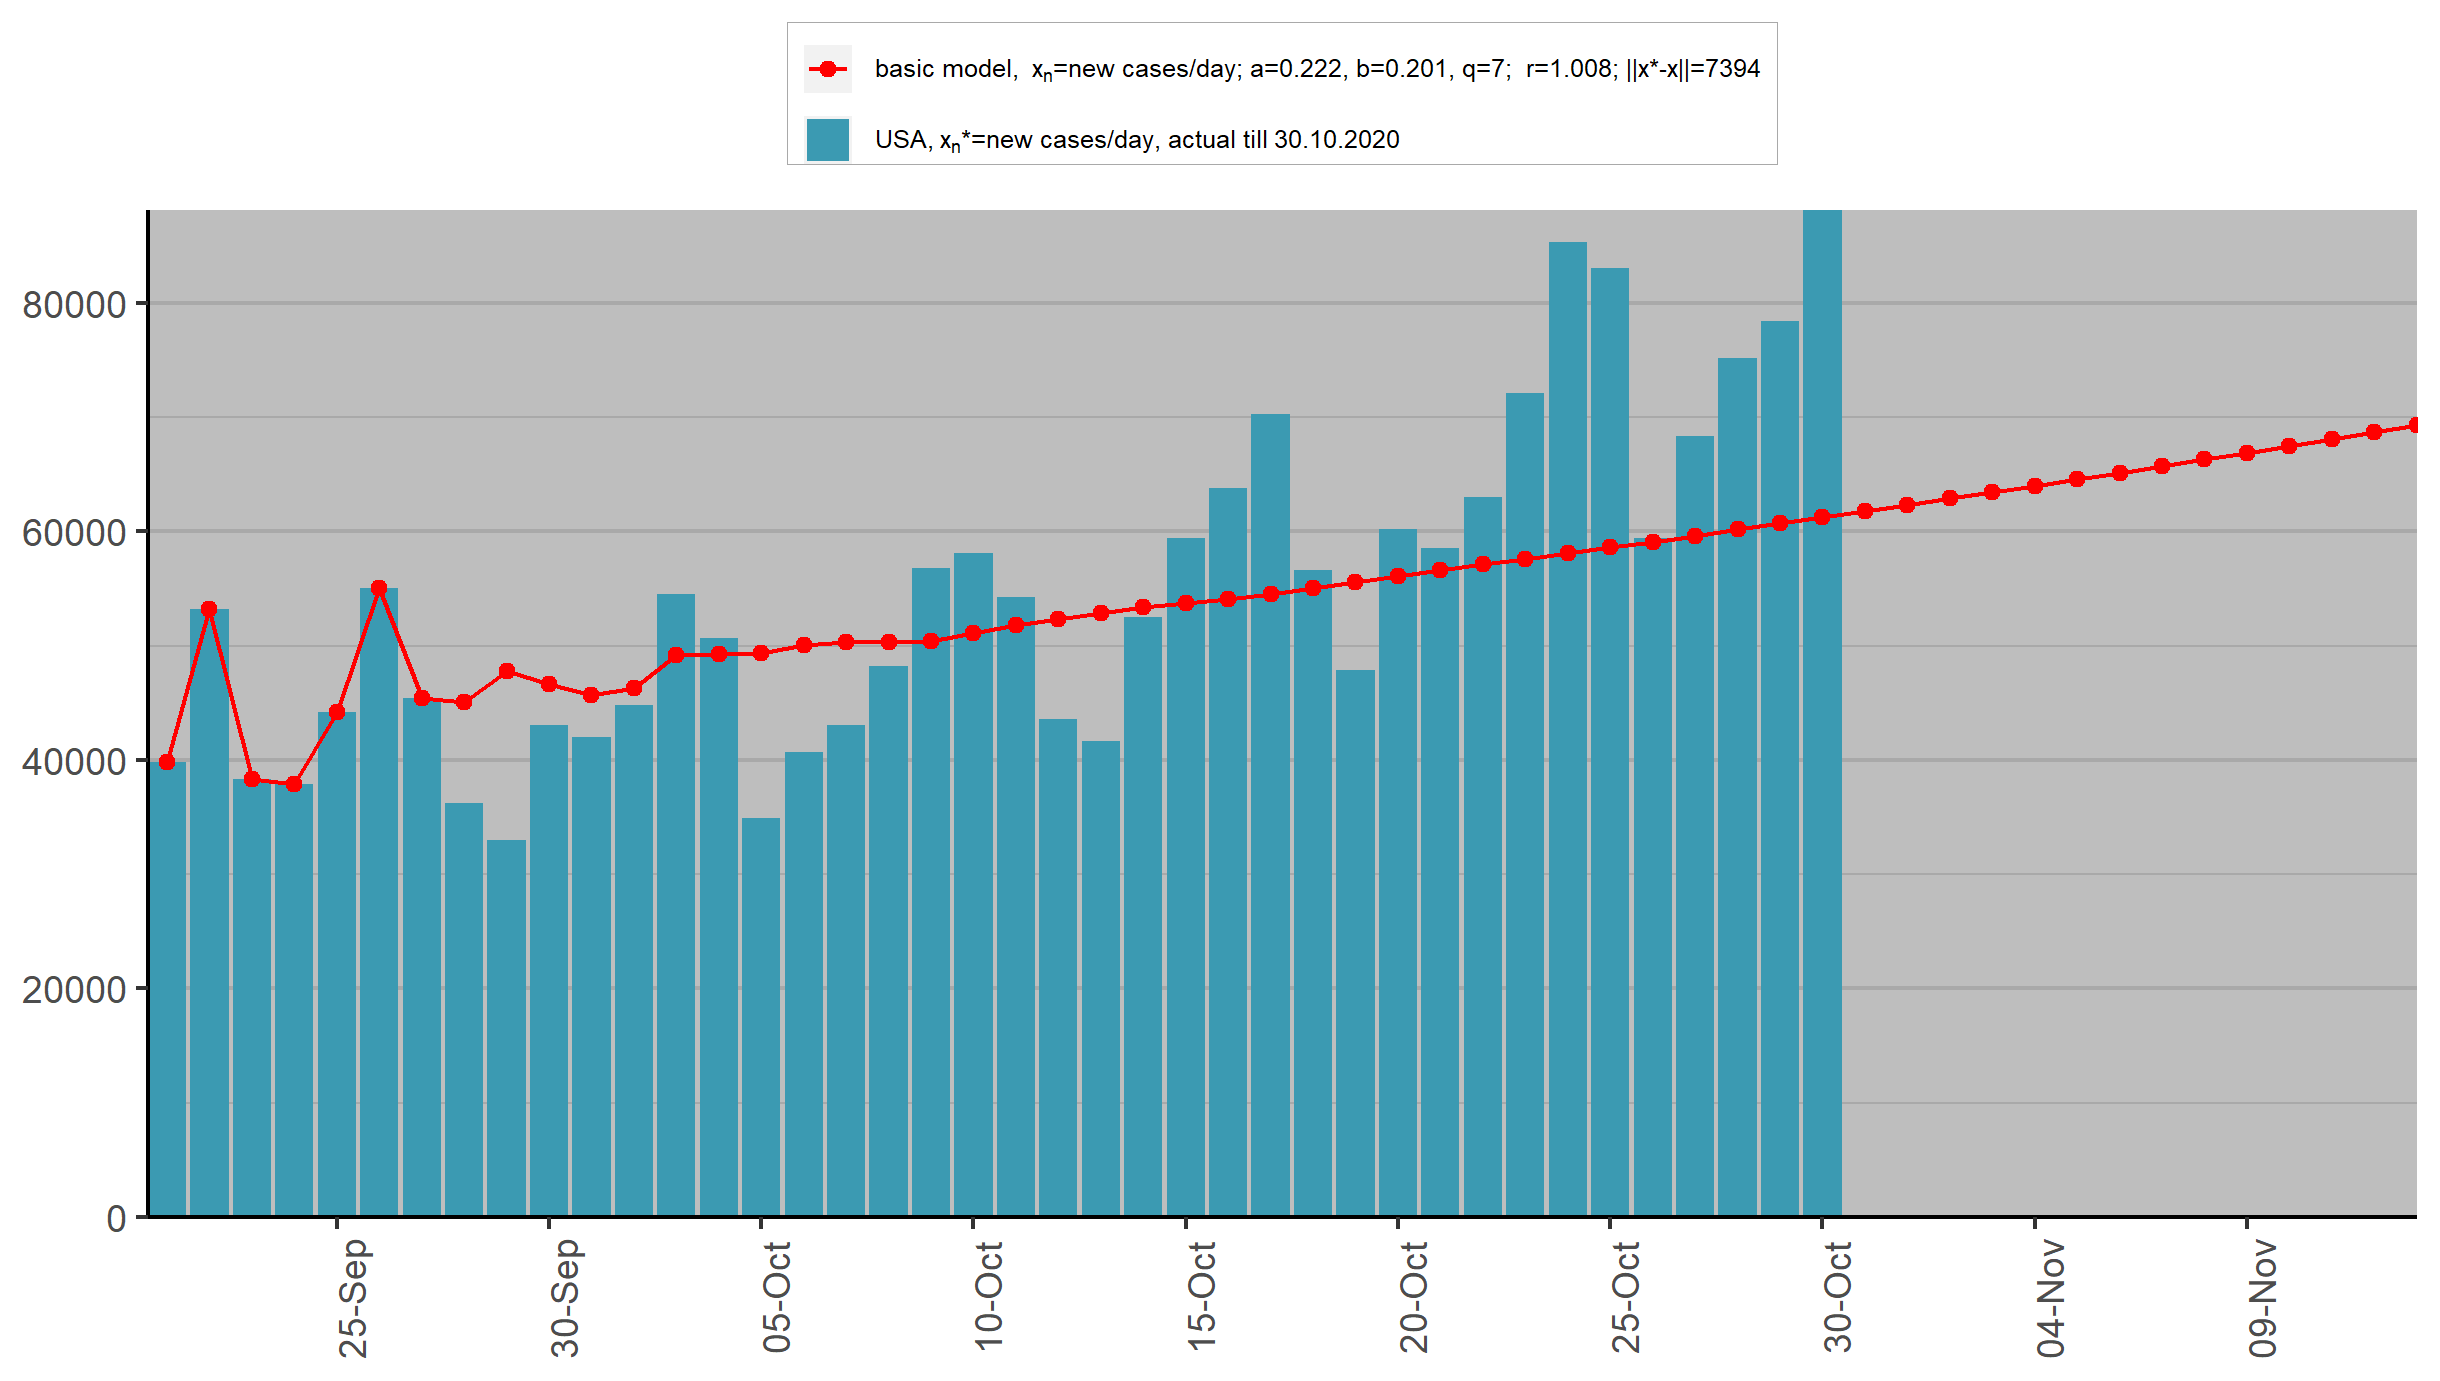 basic model,  xn=new cases/day; a=0.222, b=0.201, q=7;  r=1.008; ||x*-x||=7394
USA, xn*=new cases/day, actual till 30.10.2020
80000
60000
40000
20000
0
25-Sep
30-Sep
05-Oct
10-Oct
15-Oct
20-Oct
25-Oct
30-Oct
04-Nov
09-Nov